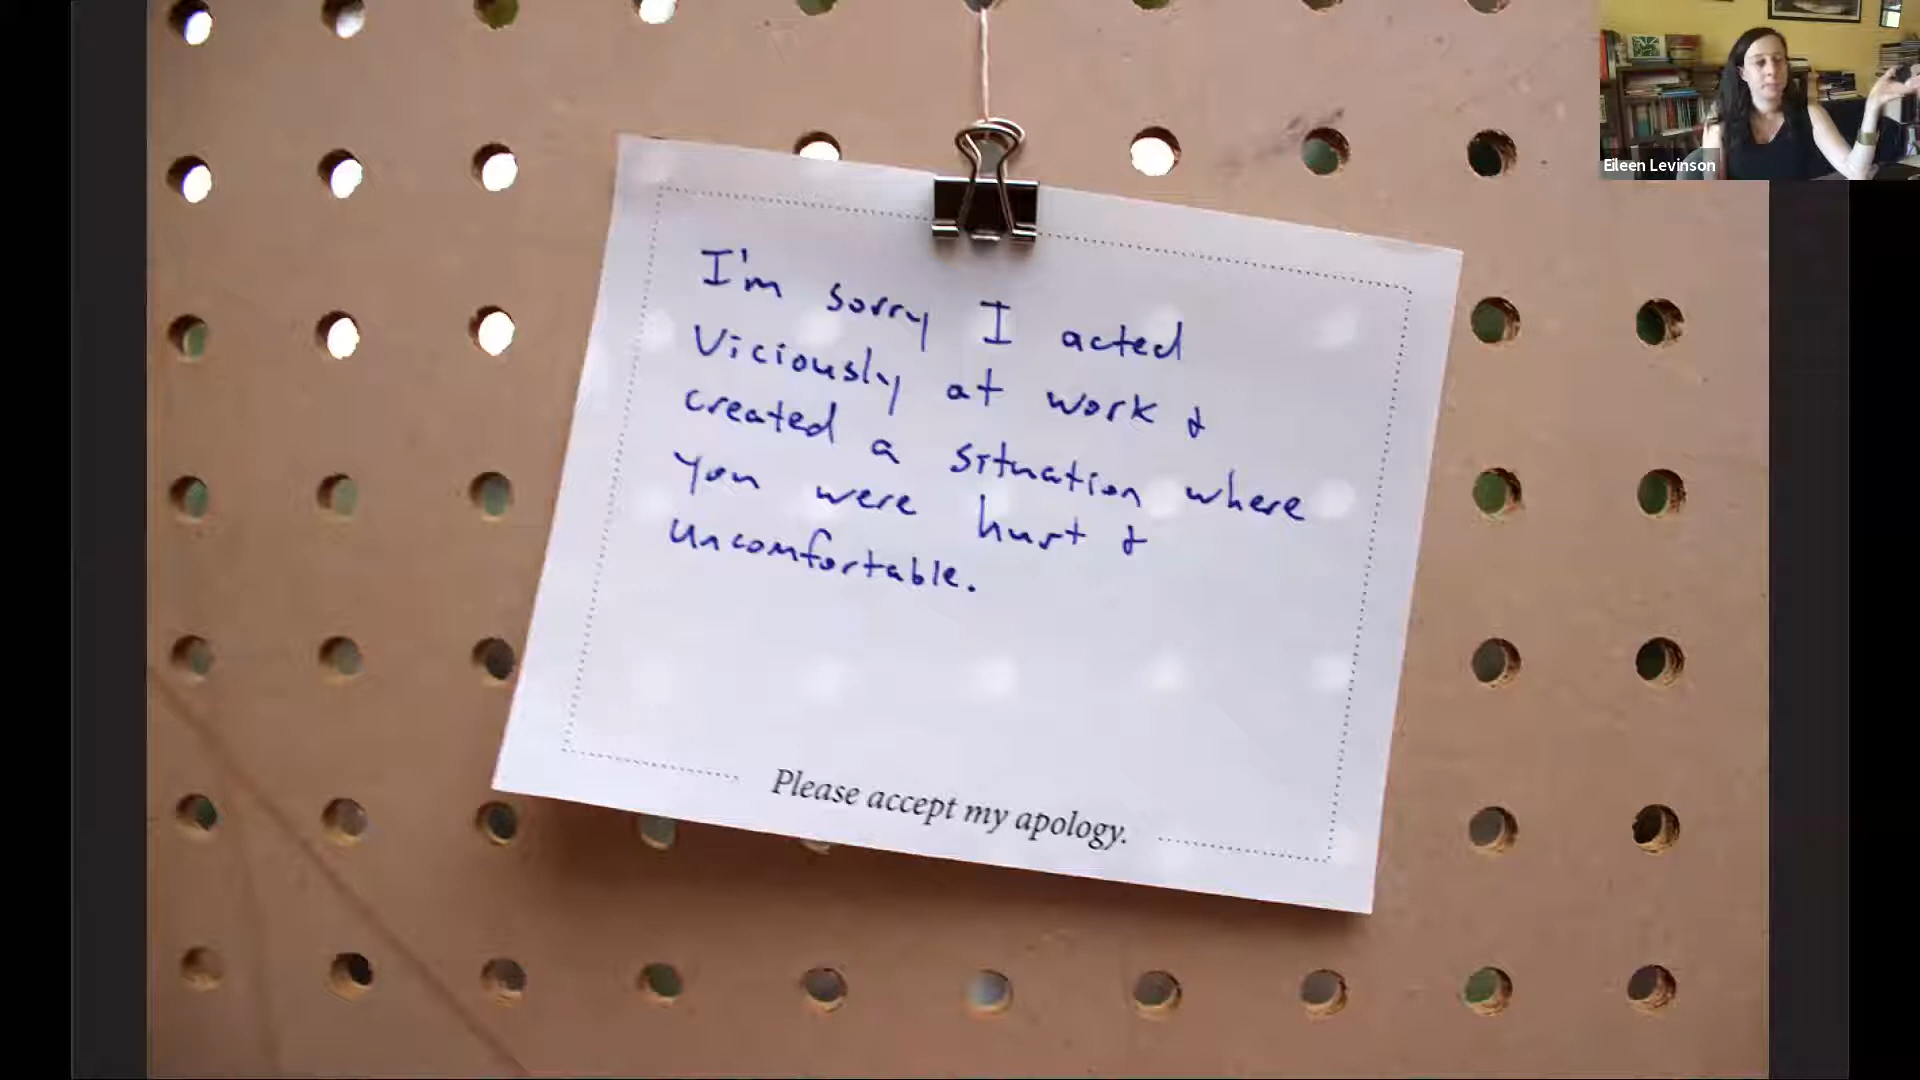 Eileen Levinson
I'm sorry I acted
Viciously at work &
created a situation where
you were hurt &
uncomfortable.
Please accept my apology.